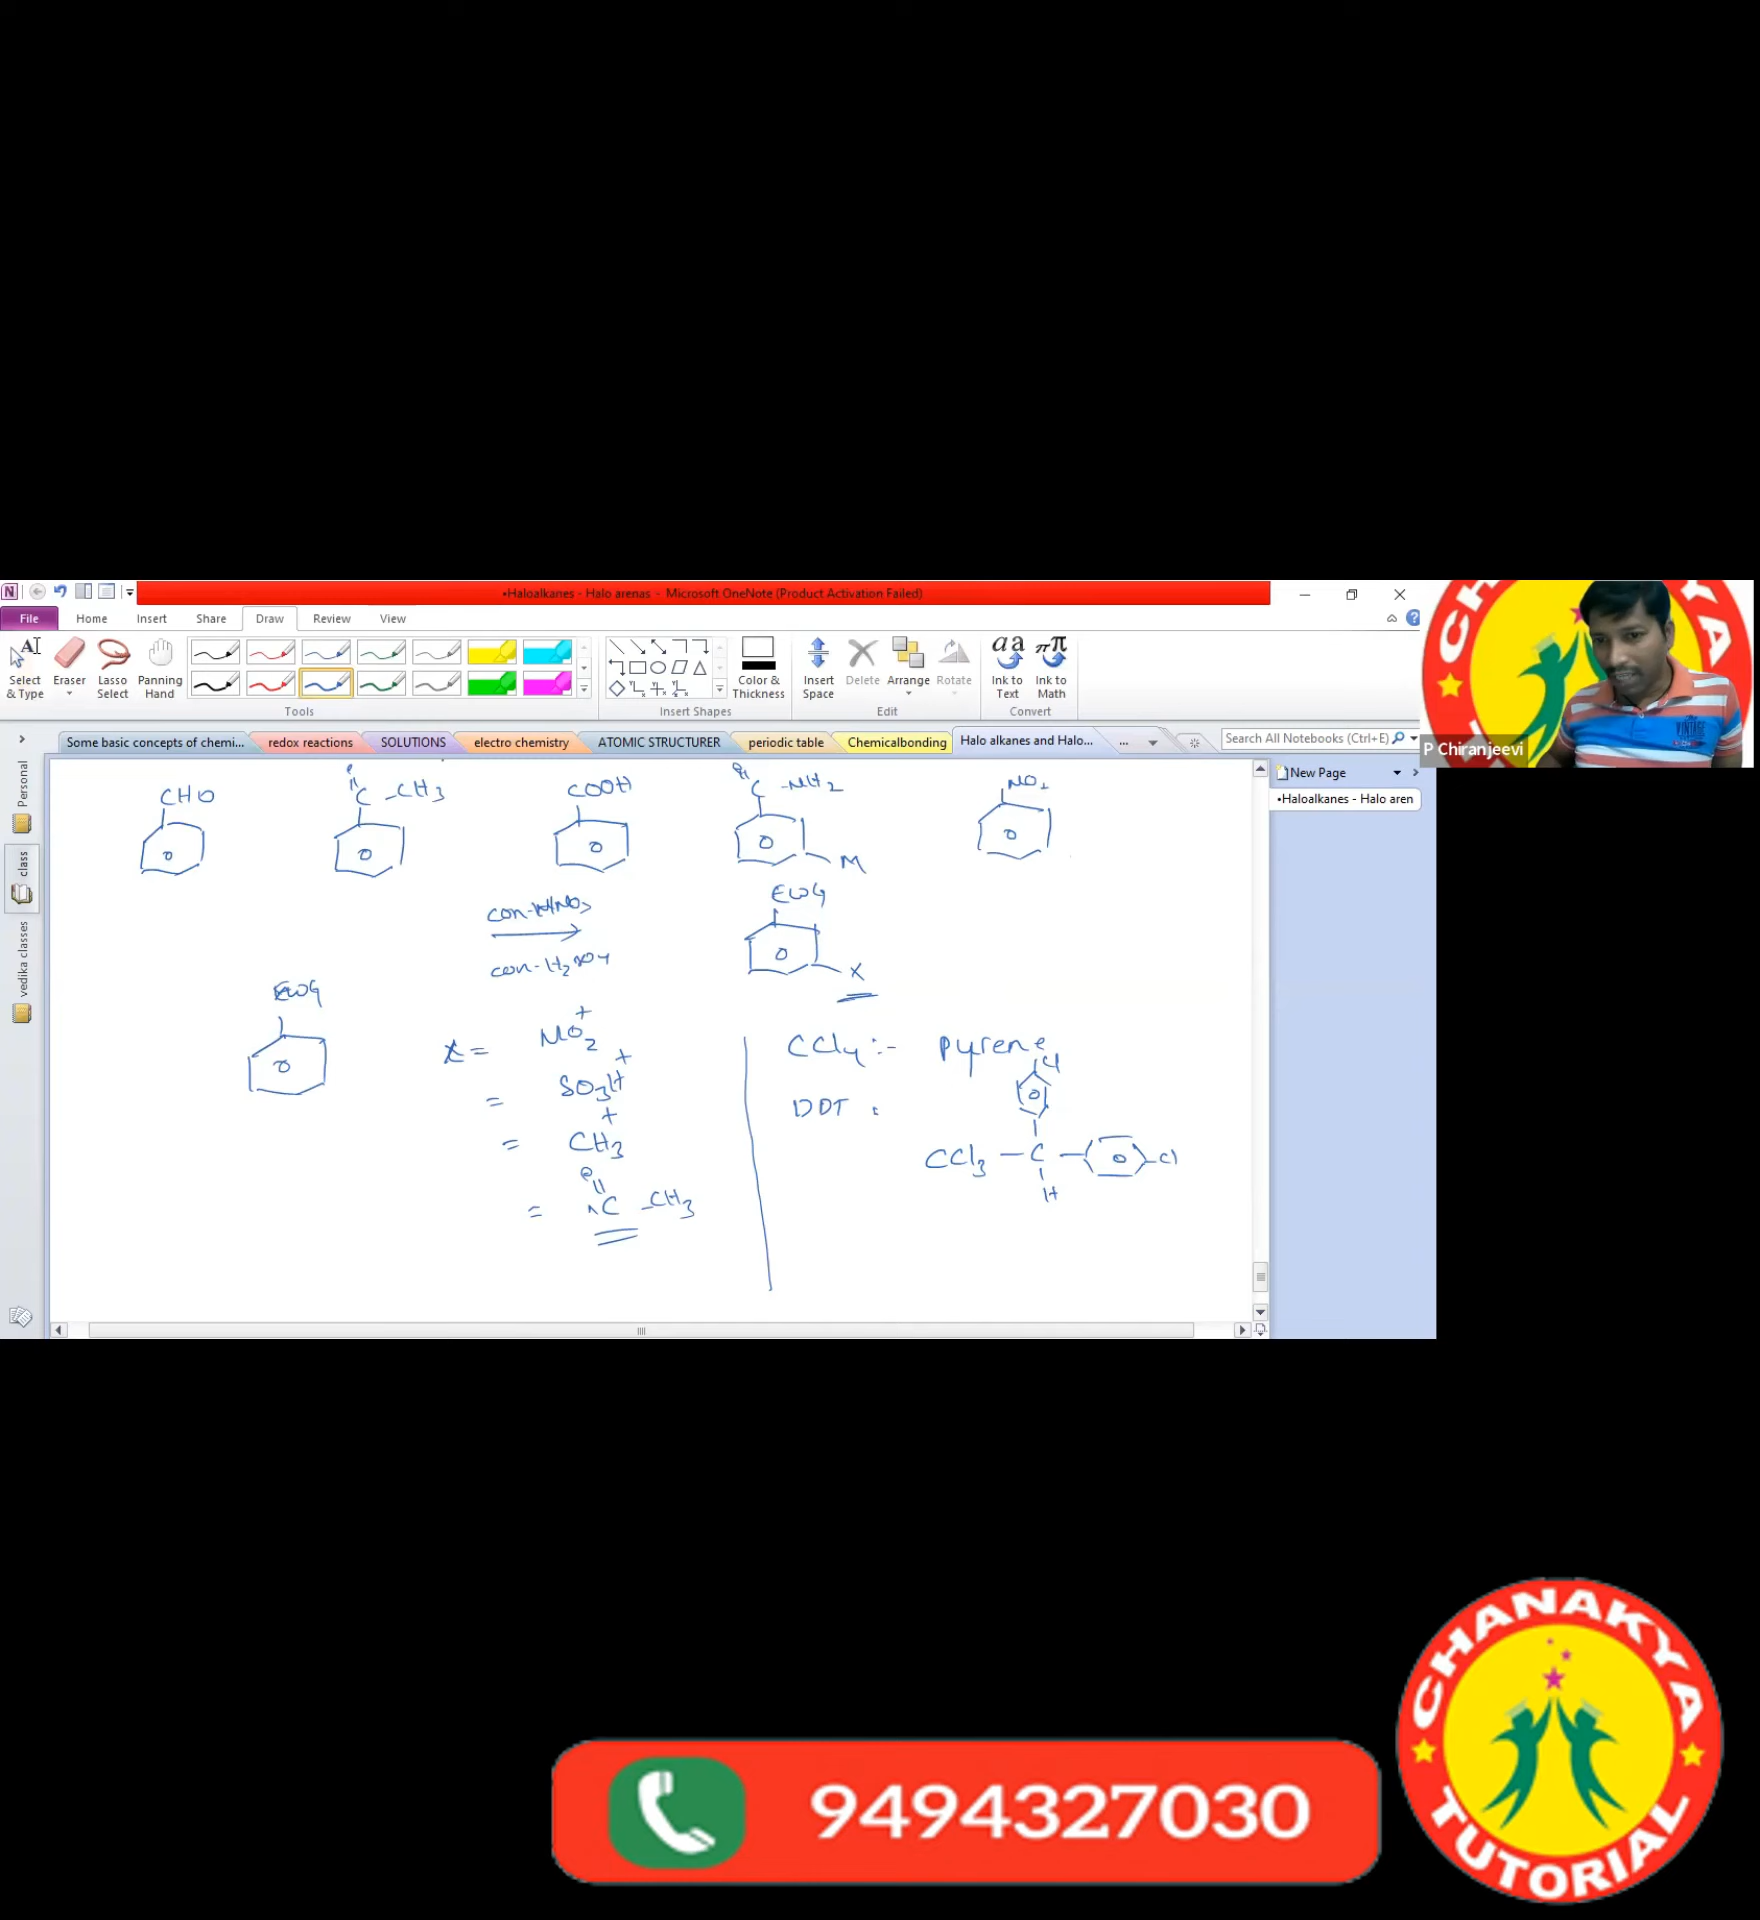 •Haloalkanes - Halo arenas - Microsoft OneNote (Product Activation Failed)
File Home Insert Share Draw Review View
Select & Type
Eraser
Lasso Select
Panning Hand
Tools
Insert Shapes
Color & Thickness
Insert Space
Delete
Arrange
Rotate
Edit
Ink to Text
Ink to Math
Convert
Some basic concepts of chemi... redox reactions SOLUTIONS electro chemistry ATOMIC STRUCTURER periodic table Chemicalbonding Halo alkanes and Halo... ...
Search All Notebooks (Ctrl+E)
P Chiranjeevi
New Page
•Haloalkanes - Halo aren
Personal
class
vedika classes
CHO
O
C -CH3
COOH
O
C -NH2
M
NO2
con-HNO3
con-H2SO4
EWG
X
EWG
X = NO2+
= SO3H+
= CH3+
= O
C -CH3
CCl4 :- Pyrene
DDT :
Cl
CCl3 - C - Cl
H
CHANAKYA TUTORIAL
9494327030